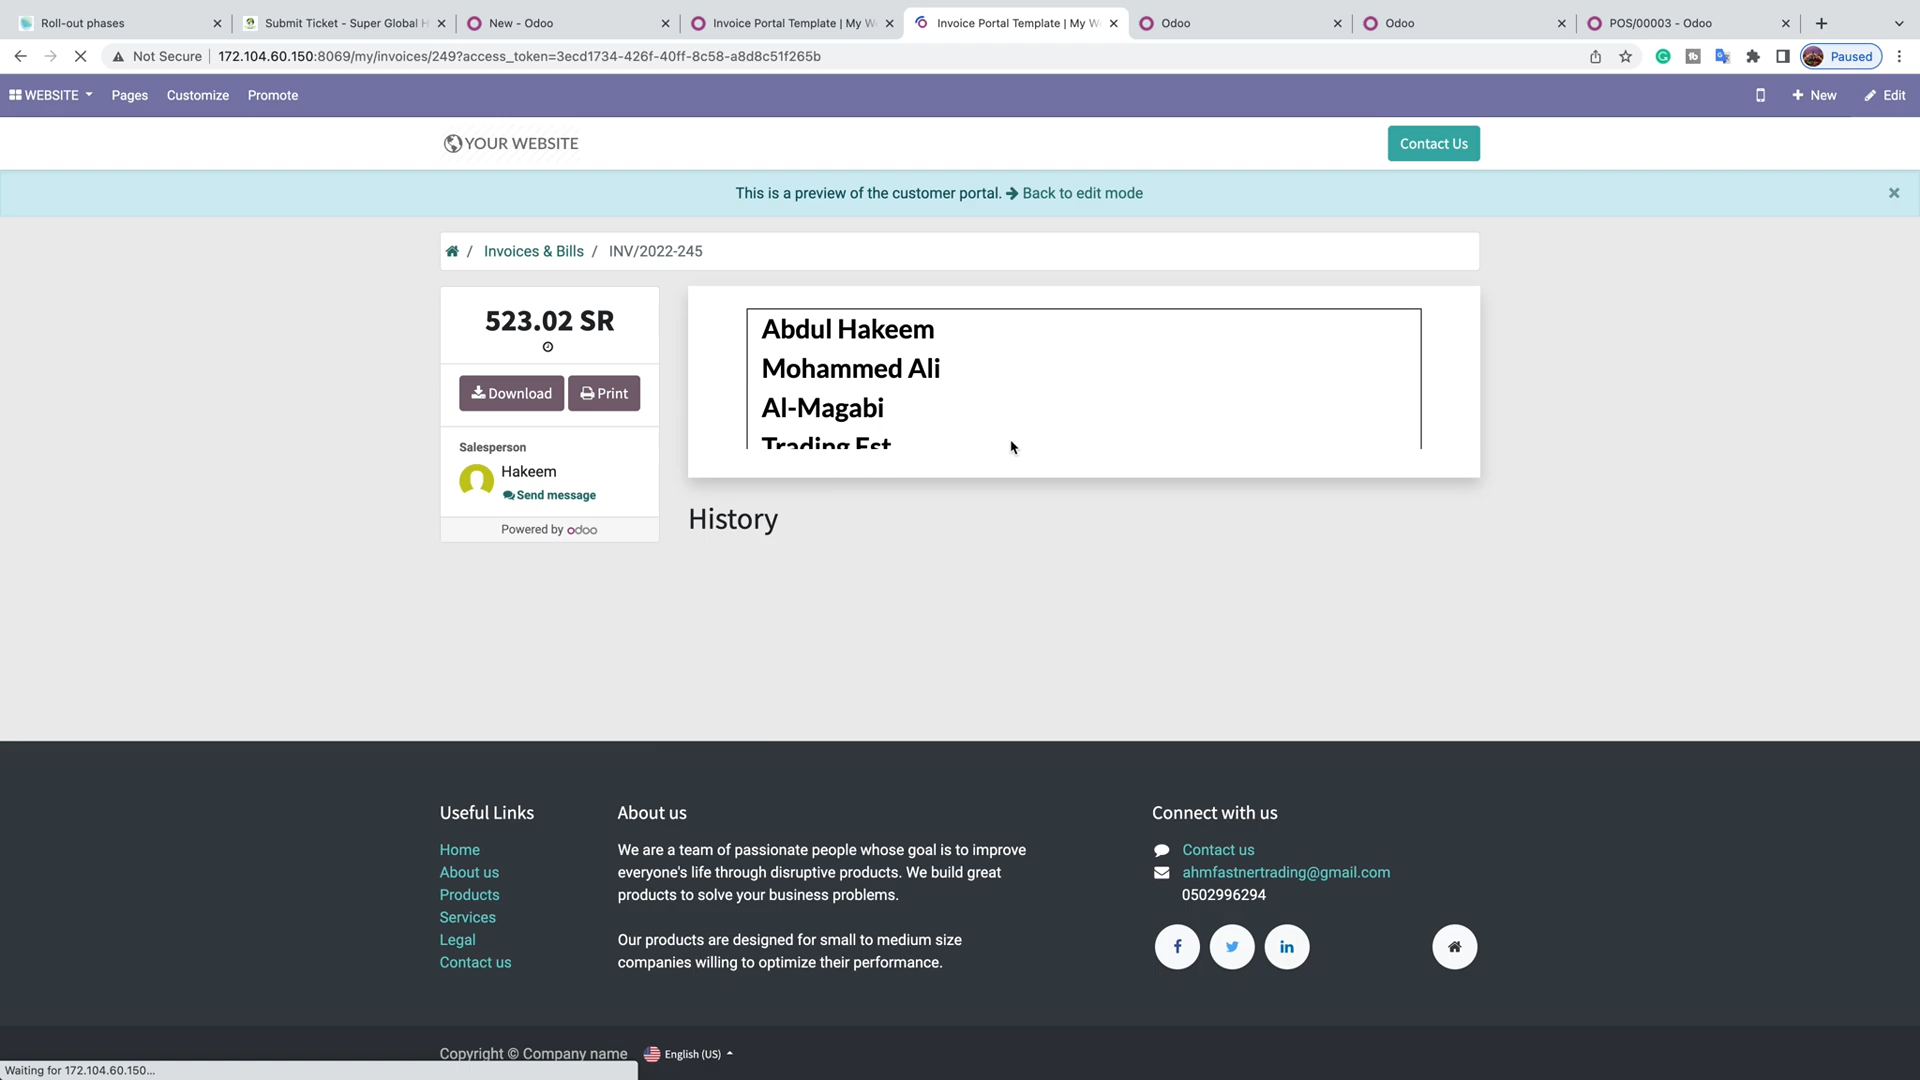 Roll-out phases
Submit Ticket - Super Global H
New - Odoo
Invoice Portal Template | My W
Invoice Portal Template | My W
Odoo
Odoo
POS/00003 - Odoo
Not Secure
172.104.60.150:8069/my/invoices/249?access_token=3ecd1734-426f-40ff-8c58-a8d8c51f265b
Paused
WEBSITE
Pages
Customize
Promote
New
Edit
YOUR WEBSITE
Contact Us
This is a preview of the customer portal. Back to edit mode
/ Invoices & Bills / INV/2022-245
523.02 SR
Download
Print
Salesperson
Hakeem
Send message
Powered by odoo
Abdul Hakeem
Mohammed Ali
Al-Magabi
Trading Est
History
Useful Links
Home
About us
Products
Services
Legal
Contact us
About us
We are a team of passionate people whose goal is to improve
everyone's life through disruptive products. We build great
products to solve your business problems.
Our products are designed for small to medium size
companies willing to optimize their performance.
Connect with us
Contact us
ahmfastnertrading@gmail.com
0502996294
Copyright © Company name
English (US)
Waiting for 172.104.60.150...